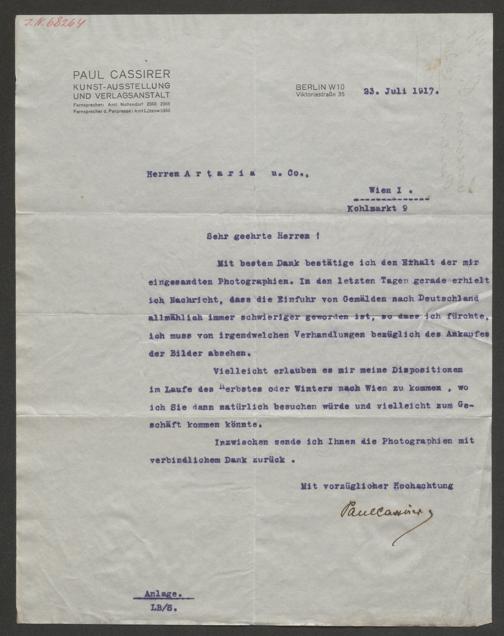 J.N. 68264
PAUL CASSIRER
KUNST-AUSSTELLUNG
UND VERLAGSANSTALT
Fernsprecher: Amt Nollendorf
BERLIN W10
Viktoriastraße 35
23. Juli 1917.
Herren Artaria u. Co.,
Wien I.
Kohlmarkt 9
Sehr geehrte Herren !
Mit bestem Dank bestätige ich den Erhalt der mir
eingesandten Photographien. In den letzten Tagen gerade erhielt
ich Nachricht, dass die Einfuhr von Gemälden nach Deutschland
allmählich immer schwieriger geworden ist, so dass ich fürchte,
ich muss von irgendwelchen Verhandlungen bezüglich des Ankaufes
der Bilder absehen.
Vielleicht erlauben es mir meine Dispositionen
im Laufe des Herbstes oder Winters nach Wien zu kommen , wo
ich Sie dann natürlich besuchen würde und vielleicht zum Ge-
schäft kommen könnte.
Inzwischen sende ich Ihnen die Photographien mit
verbindlichem Dank zurück .
Mit vorzüglicher Hochachtung
Paul Cassirer
Anlage.
LB/S.